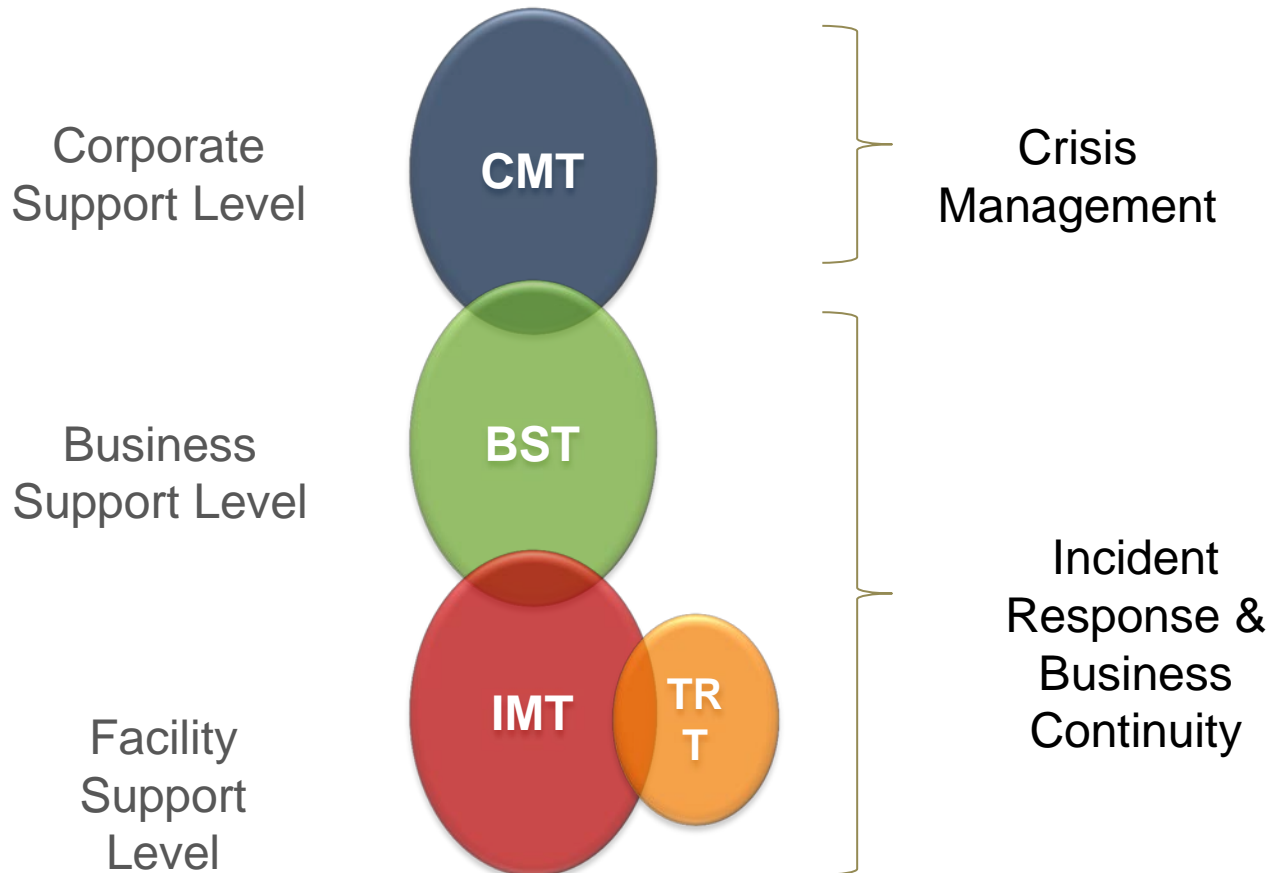 Corporate
Support Level
CMT
Crisis
Management
Business
Support Level
BST
Incident
Response &
Business
Continuity
Facility
Support
Level
IMT
TR
T